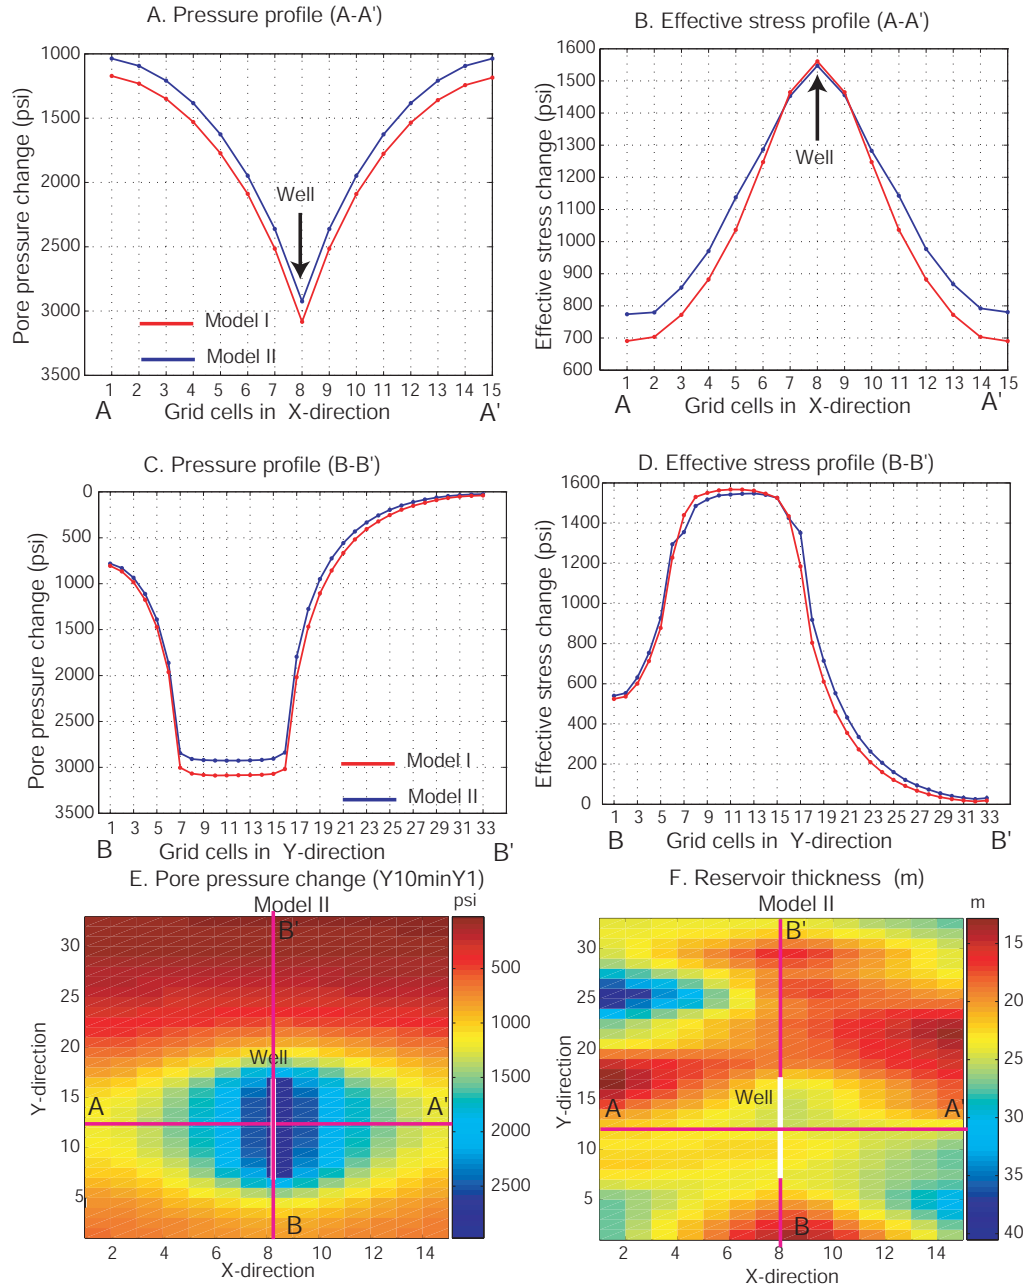 A. Pressure profile (A-A')
1000
1500
2000
2500
3000
3500
Pore pressure change (psi)
Well
Model I
Model II
1 2 3 4 5 6 7 8 9 10 11 12 13 14 15
A Grid cells in X-direction A'
B. Effective stress profile (A-A')
1600
1500
1400
1300
1200
1100
1000
900
800
700
600
Effective stress change (psi)
Well
1 2 3 4 5 6 7 8 9 10 11 12 13 14 15
A Grid cells in X-direction A'
C. Pressure profile (B-B')
0
500
1000
1500
2000
2500
3000
3500
Pore pressure change (psi)
Model I
Model II
1 3 5 7 9 11 13 15 17 19 21 23 25 27 29 31 33
B Grid cells in Y-direction B'
D. Effective stress profile (B-B')
1600
1400
1200
1000
800
600
400
200
0
Effective stress change (psi)
1 3 5 7 9 11 13 15 17 19 21 23 25 27 29 31 33
B Grid cells in Y-direction B'
E. Pore pressure change (Y10minY1)
Model II
psi
B'
30
25
20
15
10
5
Y-direction
Well
A A'
B
500
1000
1500
2000
2500
2 4 6 8 10 12 14
X-direction
F. Reservoir thickness (m)
Model II
m
B'
30
25
20
15
10
5
Y-direction
Well
A A'
B
15
20
25
30
35
40
2 4 6 8 10 12 14
X-direction